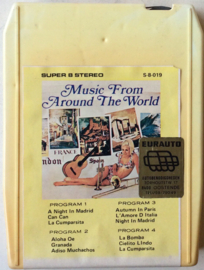 SUPER 8 STEREO
S-8-019
Music From
Around The World
FRANCE
ndon
Spain
EURAUTO
PROGRAM 1
A Night In Madrid
Can Can
La Cumparsita
PROGRAM 2
Aloha Oe
Granada
Adios Muchachos
PROGRAM 3
Autumn In Paris
L'Amore D Italia
Night In Madrid
PROGRAM 4
La Bamba
Cielito Lindo
La Cumparsita